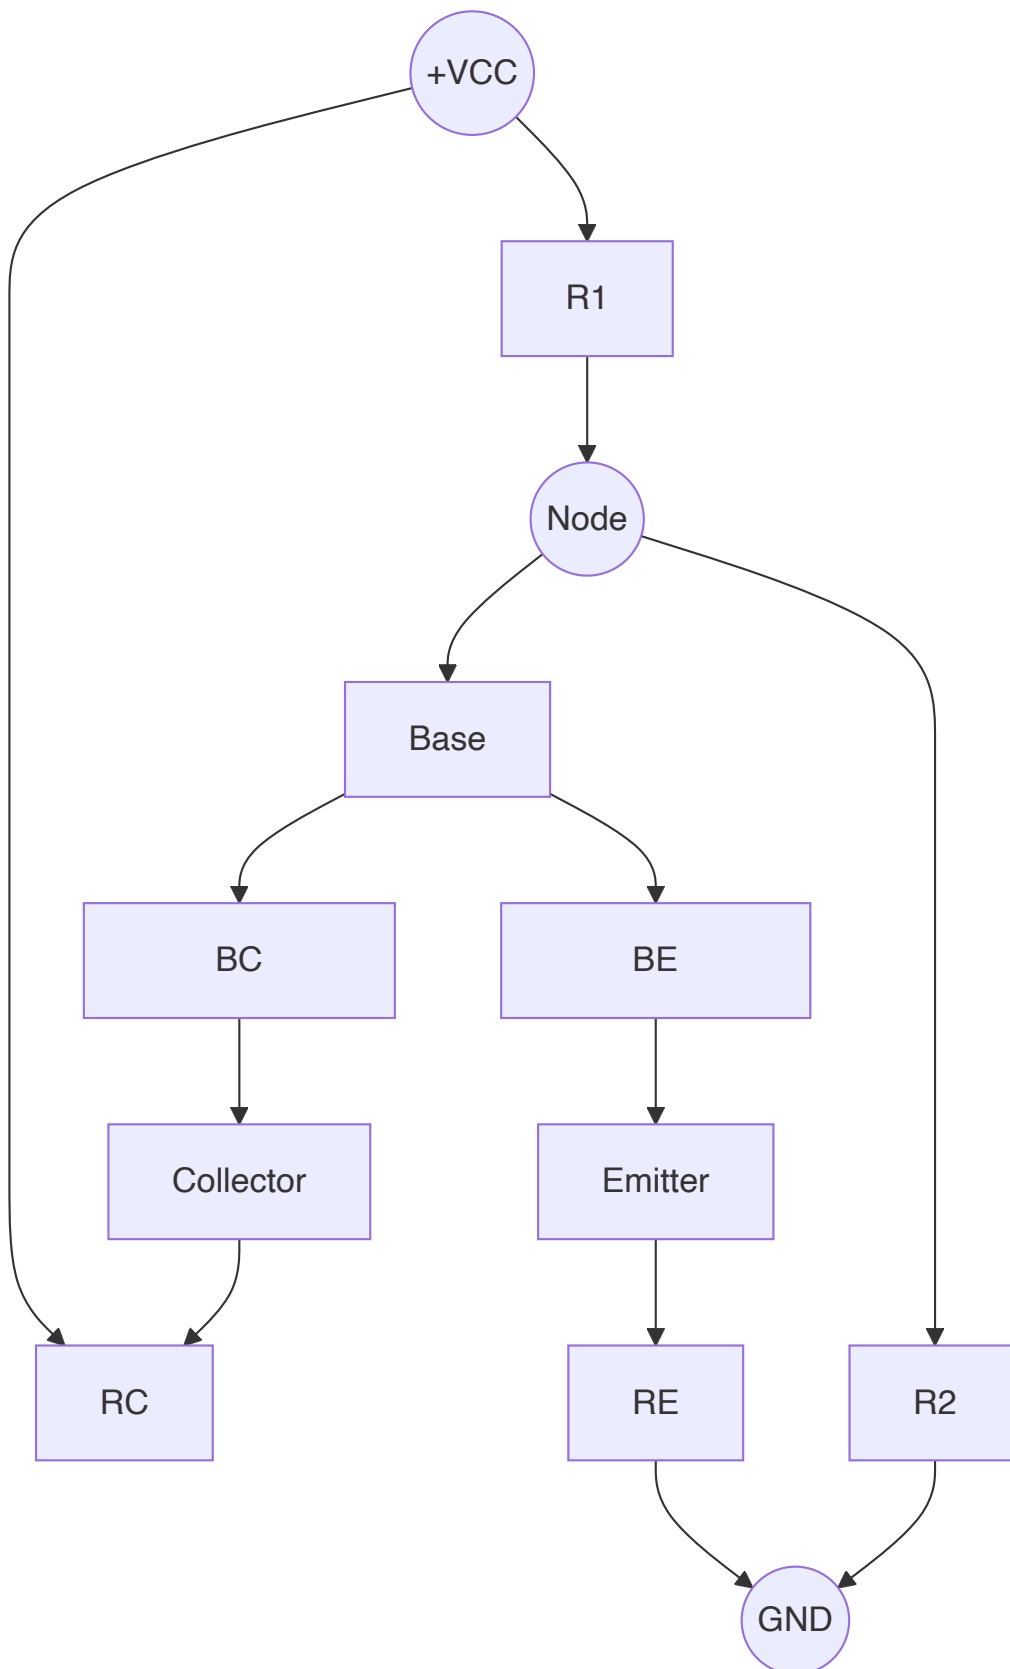 +VCC
R1
Node
Base
BC
BE
Collector
Emitter
RC
RE
R2
GND